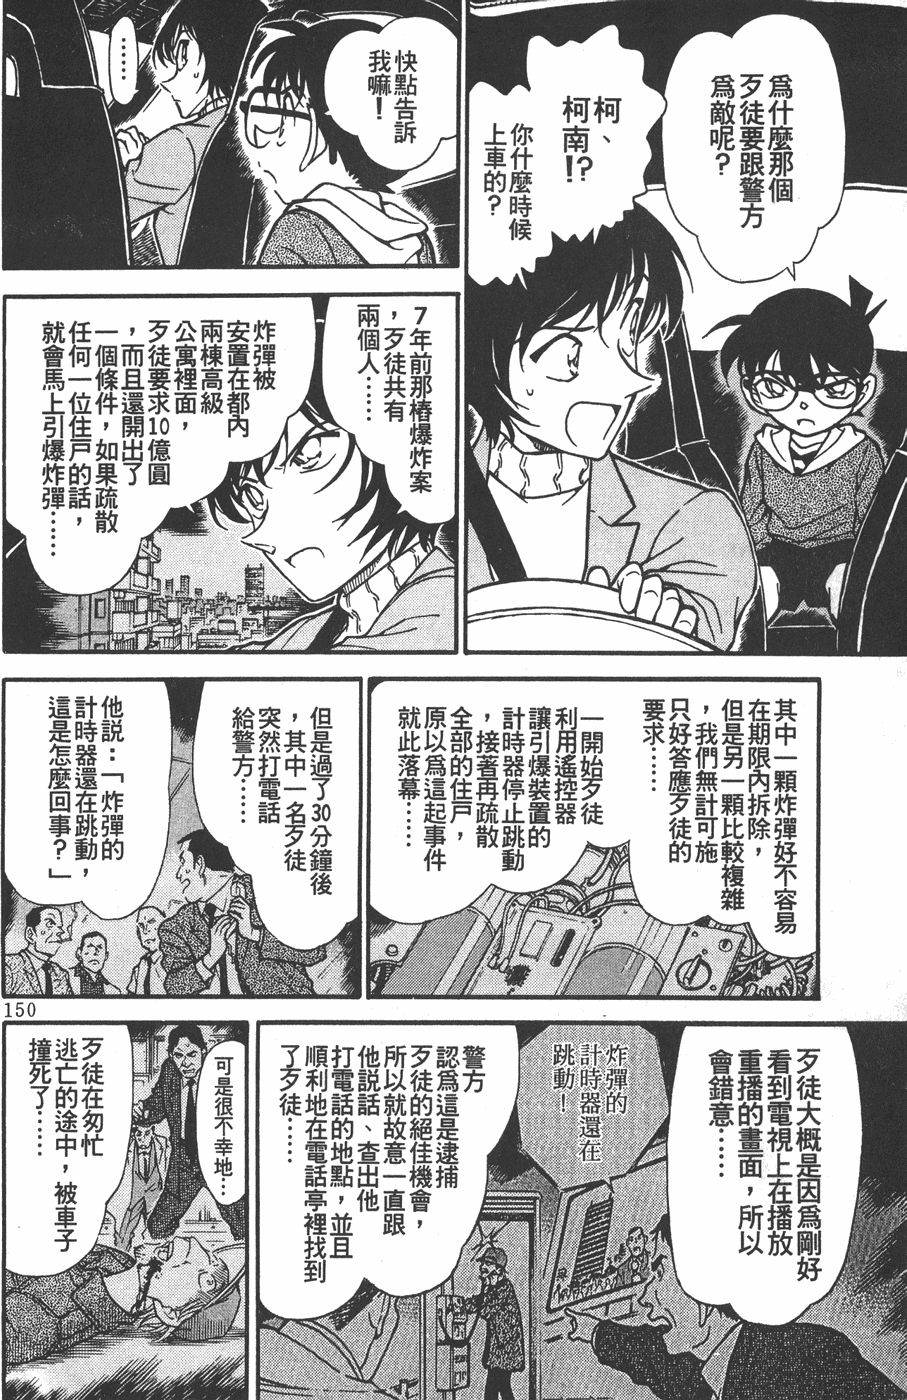 爲什麼那個
歹徒要跟警方
爲敵呢？
柯、
柯南！？
你什麼時候
上車的？
快點告訴
我嘛！
……
7年前那樁爆炸案
，歹徒共有
兩個人……
炸彈被
安置在都內
兩棟高級
公寓裡面，
歹徒要求10億圓
，而且還開出了
一個條件，如果疏散
任何一位住戶的話，
就會馬上引爆炸彈……
其中一顆炸彈好不容易
在期限內拆除，
但是另一顆比較複雜
，我們無計可施
只好答應歹徒的
要求……
一開始歹徒
利用遙控器
讓引爆裝置的
計時器停止跳動
，接著再疏散
全部的住戶，
原以爲這起事件
就此落幕……
但是過了30分鐘後
，其中一名歹徒
突然打電話
給警方……
他説：「炸彈的
計時器還在跳動，
這是怎麼回事？」
150
歹徒大概是因爲剛好
看到電視上在播放
重播的畫面，所以
會錯意……
炸彈的
計時器還在
跳動！
警方
認爲這是逮捕
歹徒的絕佳機會，
所以就故意一直跟
他説話、查出他
打電話的地點，並且
順利地在電話亭裡找到
了歹徒……
可是很不幸地…
歹徒在匆忙
逃亡的途中，被車子
撞死了……